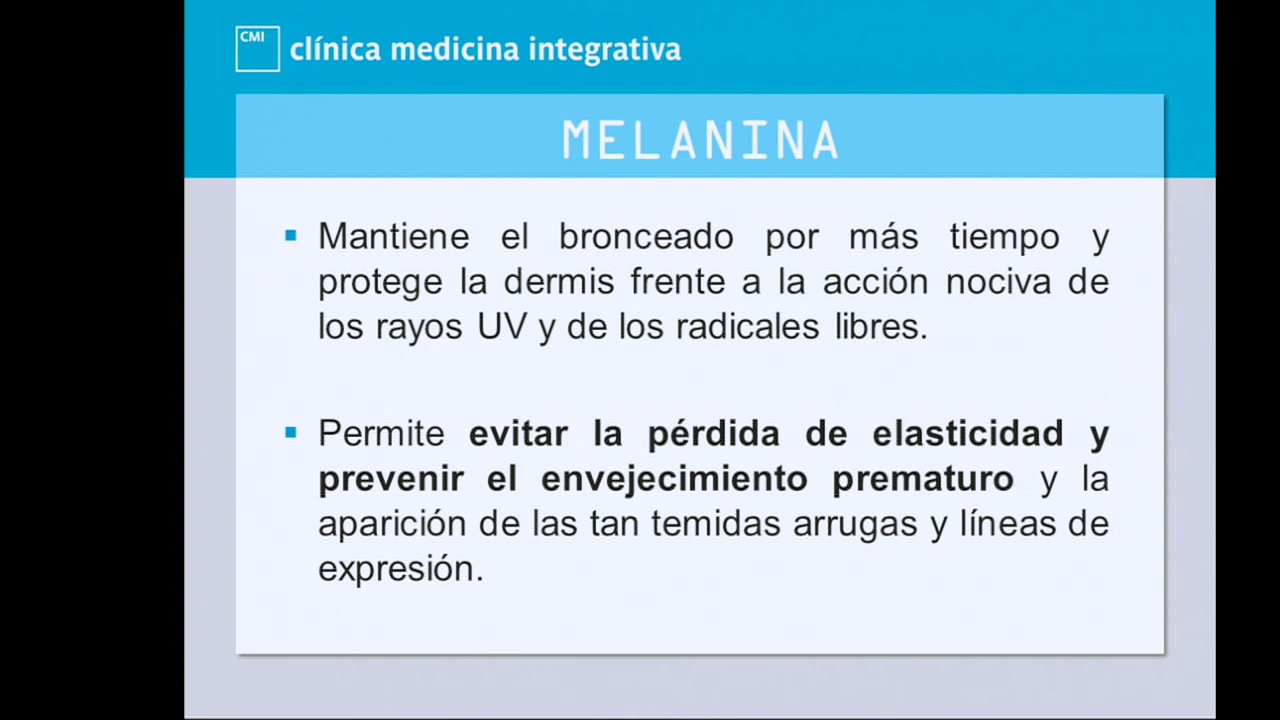 CMI
clínica medicina integrativa
MELANINA
Mantiene el bronceado por más tiempo y
protege la dermis frente a la acción nociva de
los rayos UV y de los radicales libres.
Permite evitar la pérdida de elasticidad y
prevenir el envejecimiento prematuro y la
aparición de las tan temidas arrugas y líneas de
expresión.